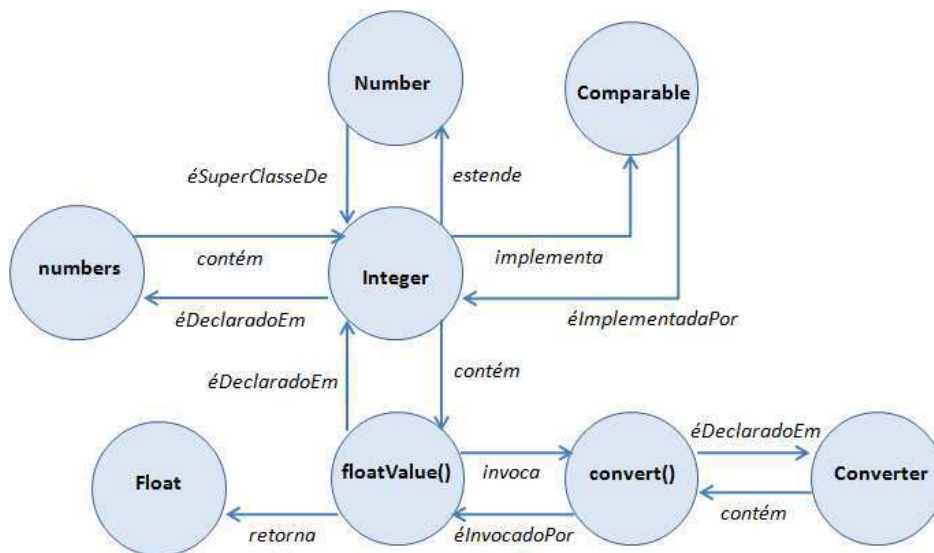 Number
Comparable
éSuperClasseDe
estende
numbers
contém
Integer
implementa
éDeclaradoEm
éImplementadaPor
éDeclaradoEm
contém
Float
floatValue()
invoca
convert()
éDeclaradoEm
Converter
retorna
éInvocadoPor
contém